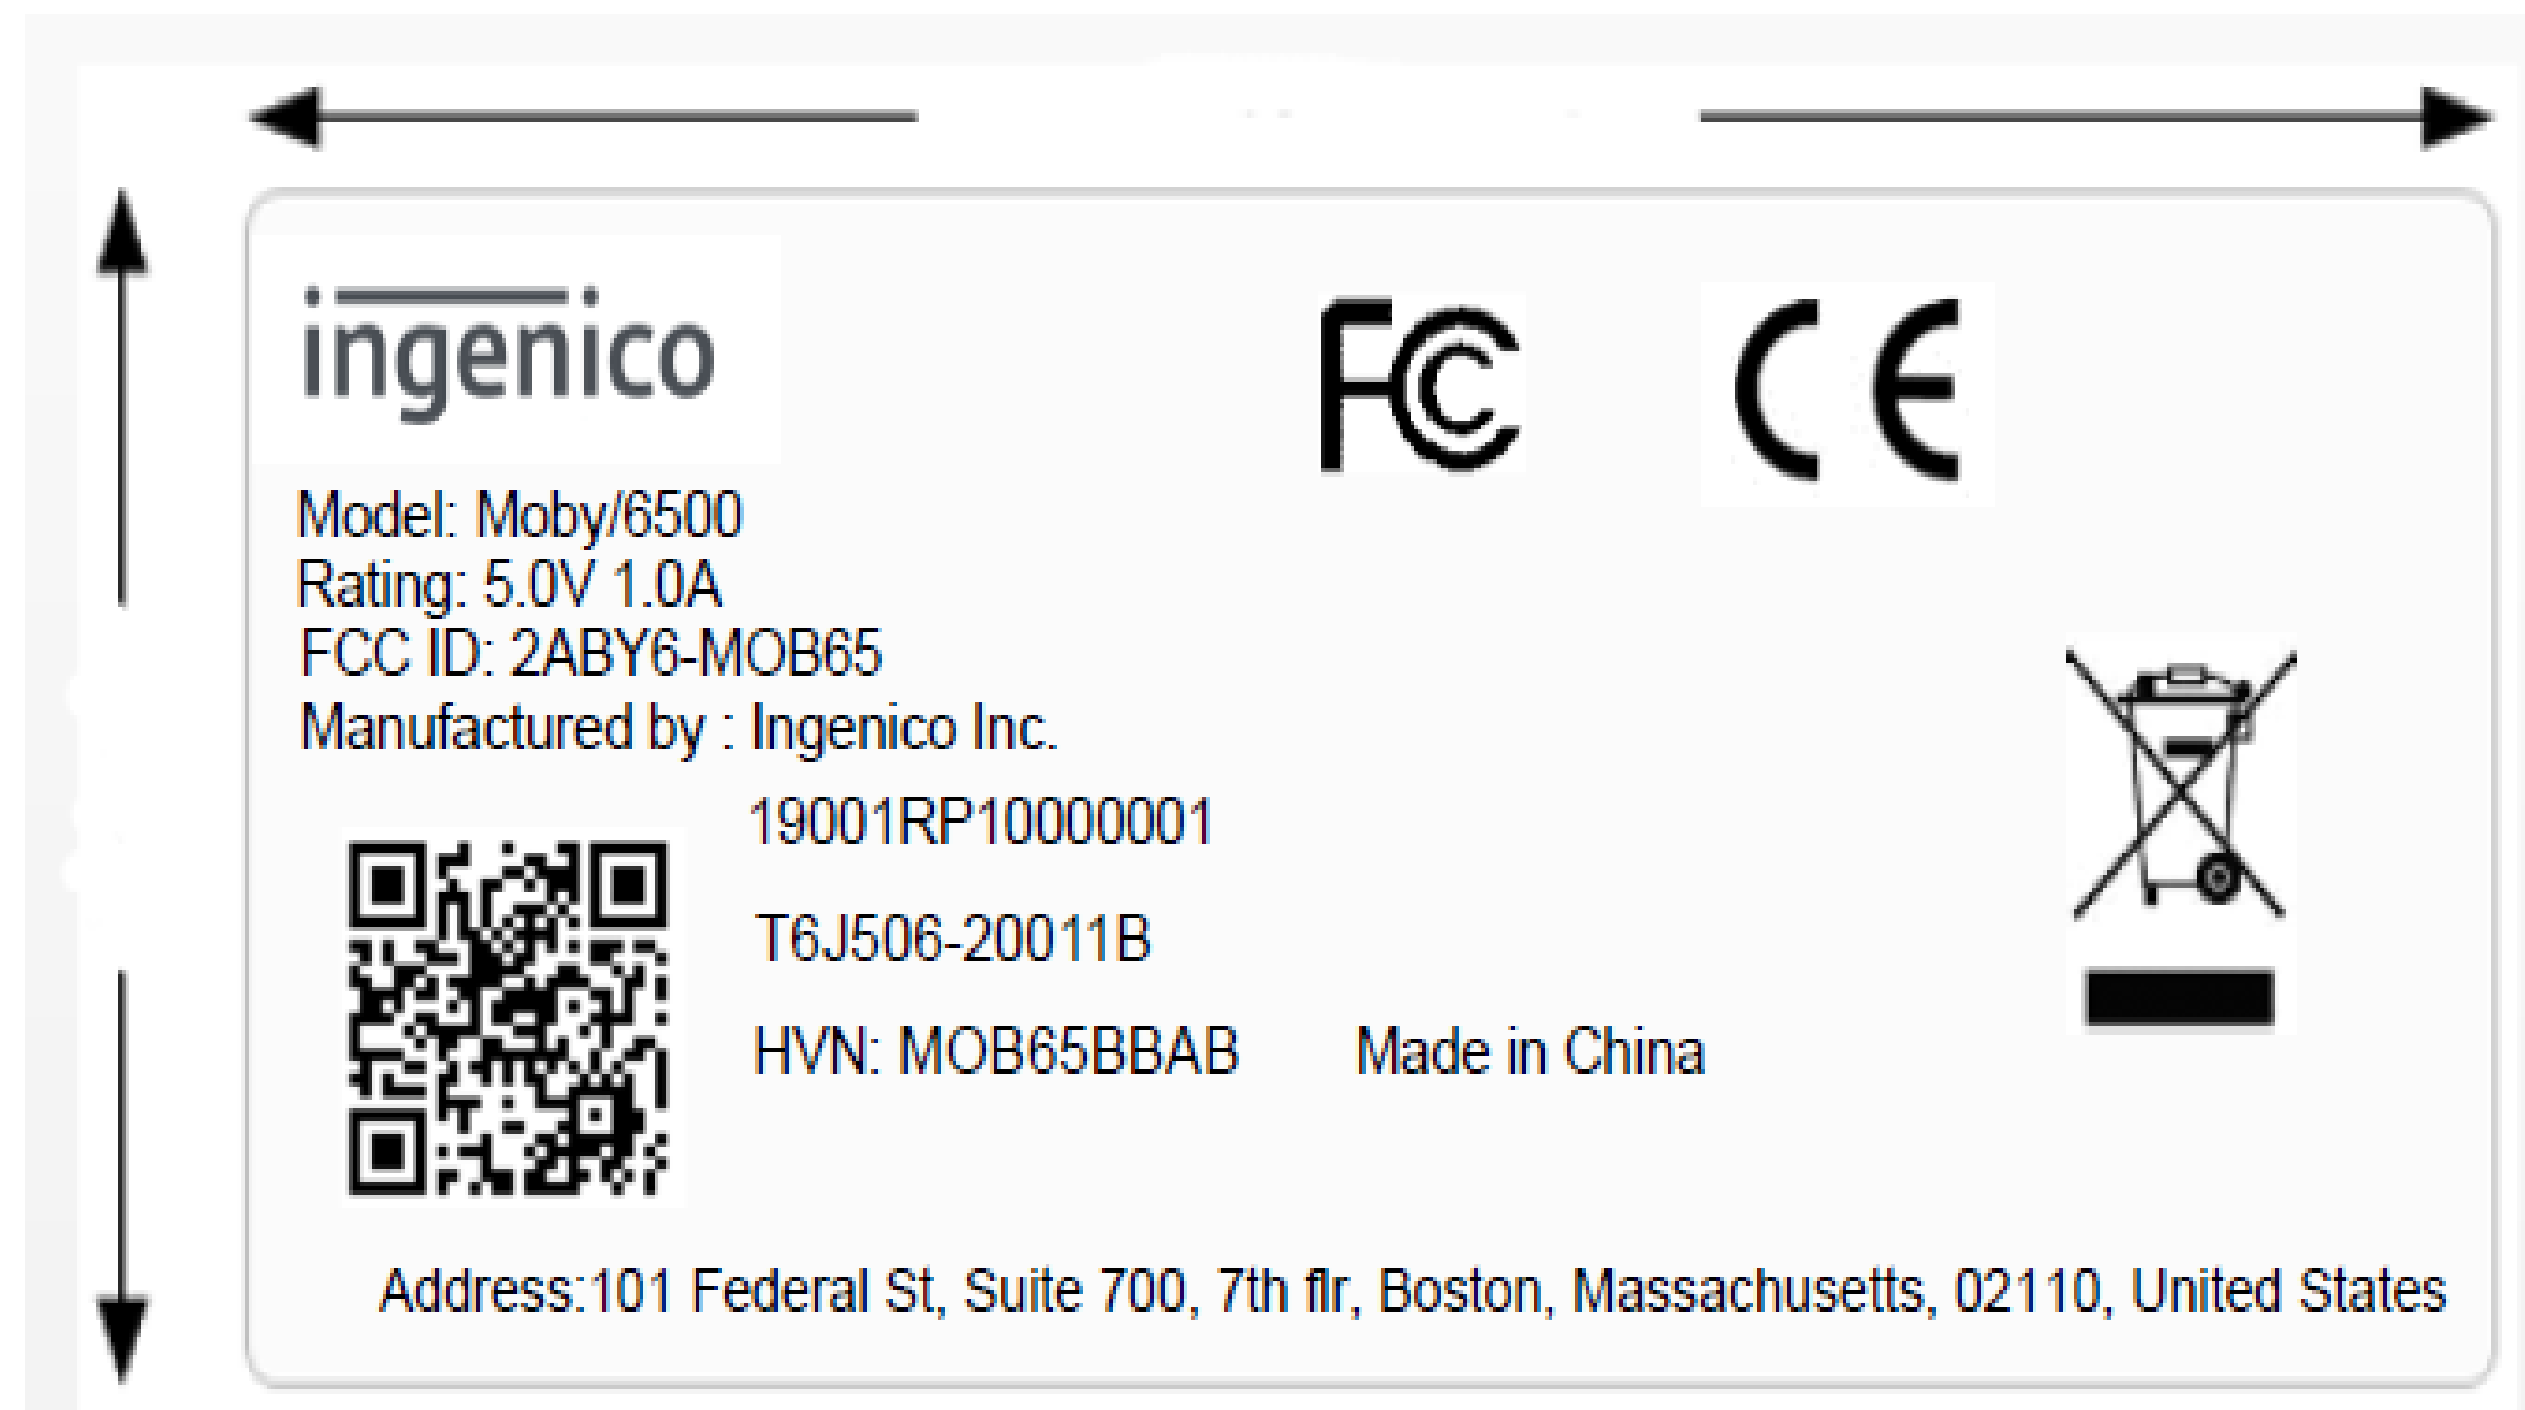 ingenico
FC CE
Model: Moby/6500
Rating: 5.0V 1.0A
FCC ID: 2ABY6-MOB65
Manufactured by : Ingenico Inc.
19001RP10000001
T6J506-20011B
HVN: MOB65BBAB Made in China
Address:101 Federal St, Suite 700, 7th flr, Boston, Massachusetts, 02110, United States